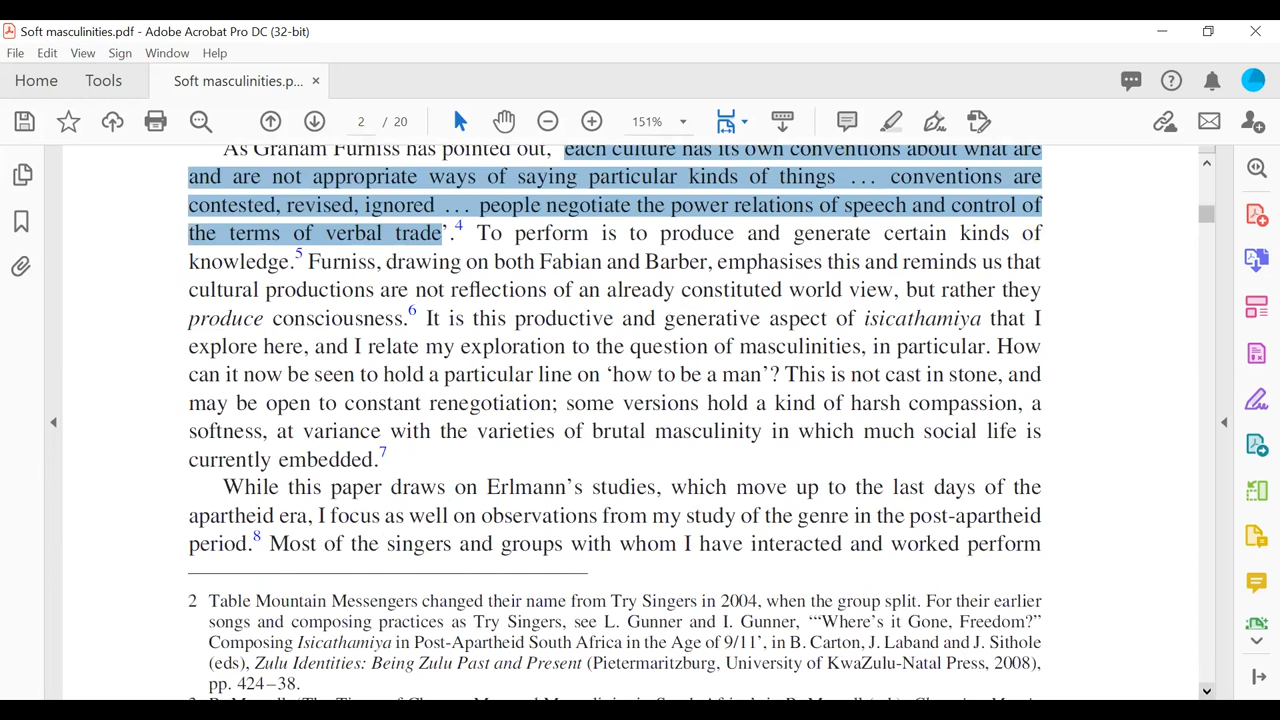 Soft masculinities.pdf - Adobe Acrobat Pro DC (32-bit)
File Edit View Sign Window Help
Home Tools Soft masculinities.p... ×
2 / 20 151%
As Graham Furniss has pointed out, 'each culture has its own conventions about what are
and are not appropriate ways of saying particular kinds of things ... conventions are
contested, revised, ignored ... people negotiate the power relations of speech and control of
the terms of verbal trade’.4 To perform is to produce and generate certain kinds of
knowledge.5 Furniss, drawing on both Fabian and Barber, emphasises this and reminds us that
cultural productions are not reflections of an already constituted world view, but rather they
produce consciousness.6 It is this productive and generative aspect of isicathamiya that I
explore here, and I relate my exploration to the question of masculinities, in particular. How
can it now be seen to hold a particular line on ‘how to be a man’? This is not cast in stone, and
may be open to constant renegotiation; some versions hold a kind of harsh compassion, a
softness, at variance with the varieties of brutal masculinity in which much social life is
currently embedded.7
While this paper draws on Erlmann’s studies, which move up to the last days of the
apartheid era, I focus as well on observations from my study of the genre in the post-apartheid
period.8 Most of the singers and groups with whom I have interacted and worked perform
2 Table Mountain Messengers changed their name from Try Singers in 2004, when the group split. For their earlier
songs and composing practices as Try Singers, see L. Gunner and I. Gunner, ‘“Where’s it Gone, Freedom?”
Composing Isicathamiya in Post-Apartheid South Africa in the Age of 9/11’, in B. Carton, J. Laband and J. Sithole
(eds), Zulu Identities: Being Zulu Past and Present (Pietermaritzburg, University of KwaZulu-Natal Press, 2008),
pp. 424–38.